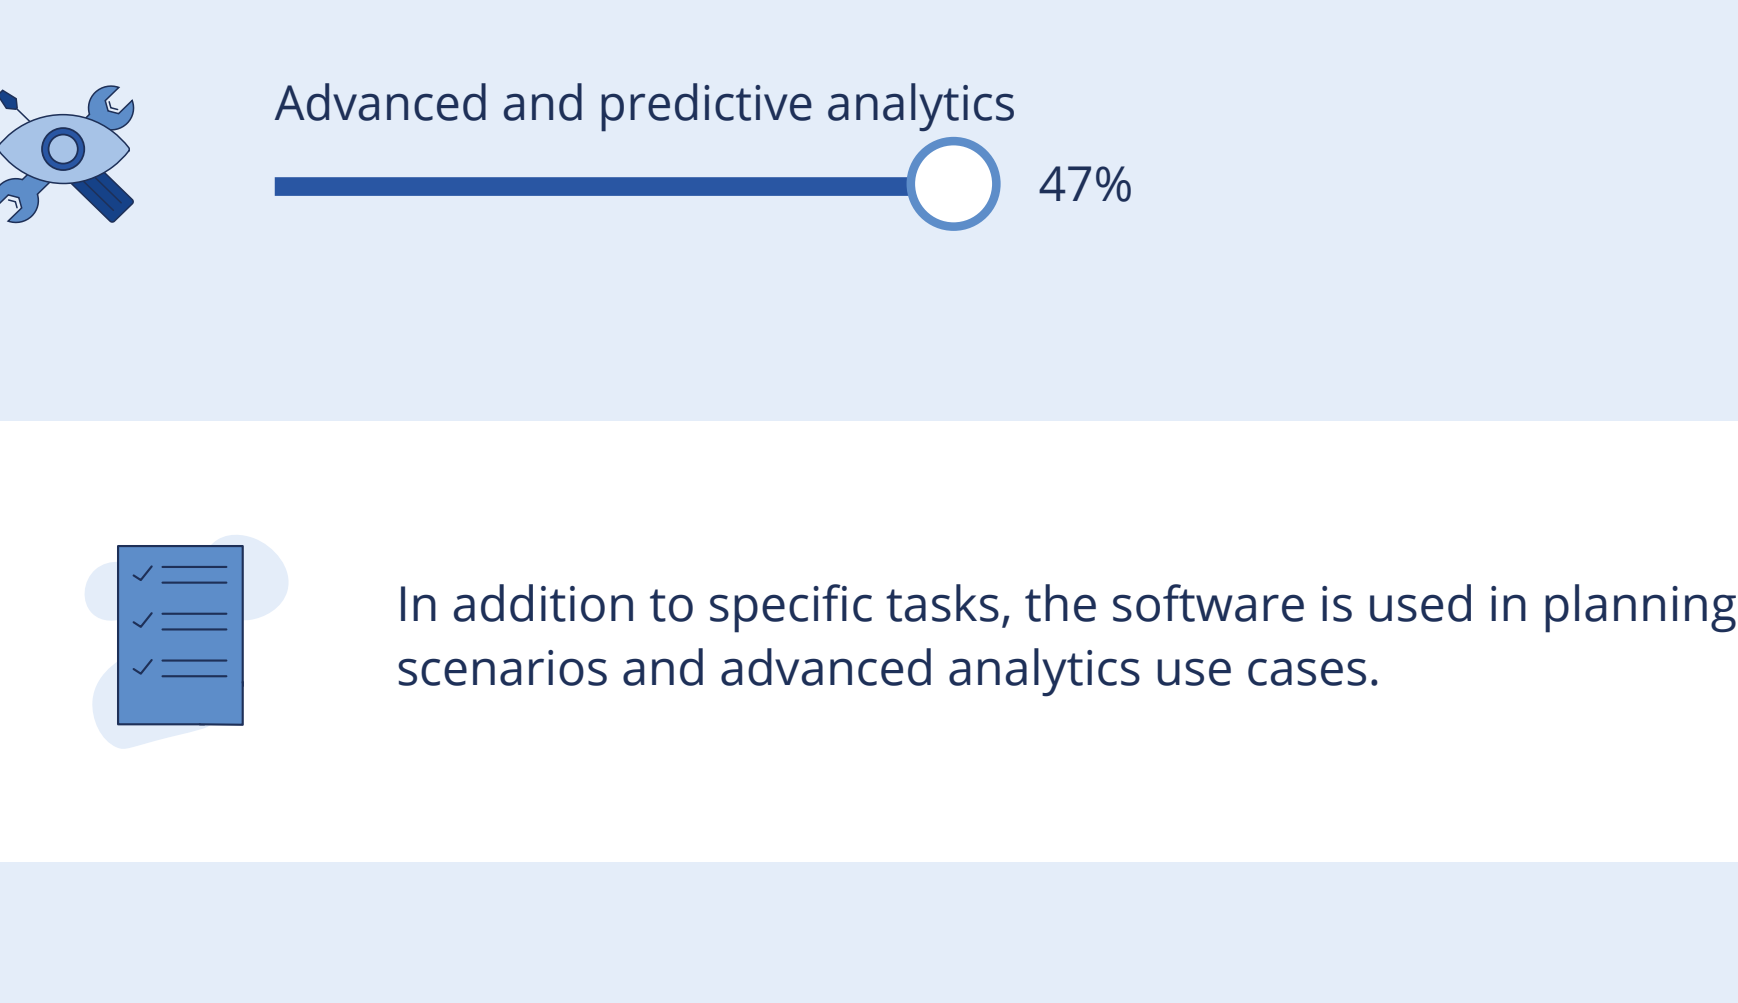 Advanced and predictive analytics
47%
In addition to specific tasks, the software is used in planning
scenarios and advanced analytics use cases.